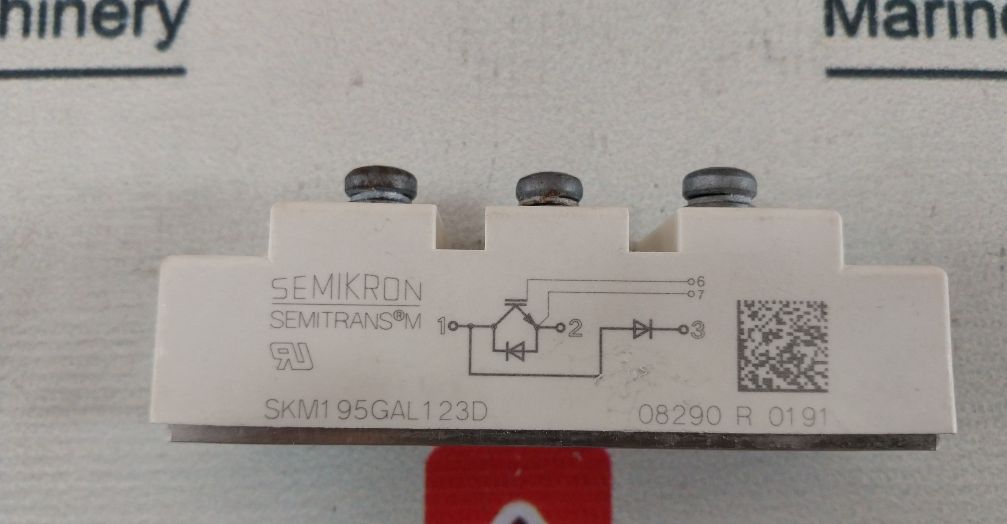 hinery
Marin
SEMIKRON
SEMITRANS®M
1
2
3
6
7
SKM195GAL123D
08290 R 0191